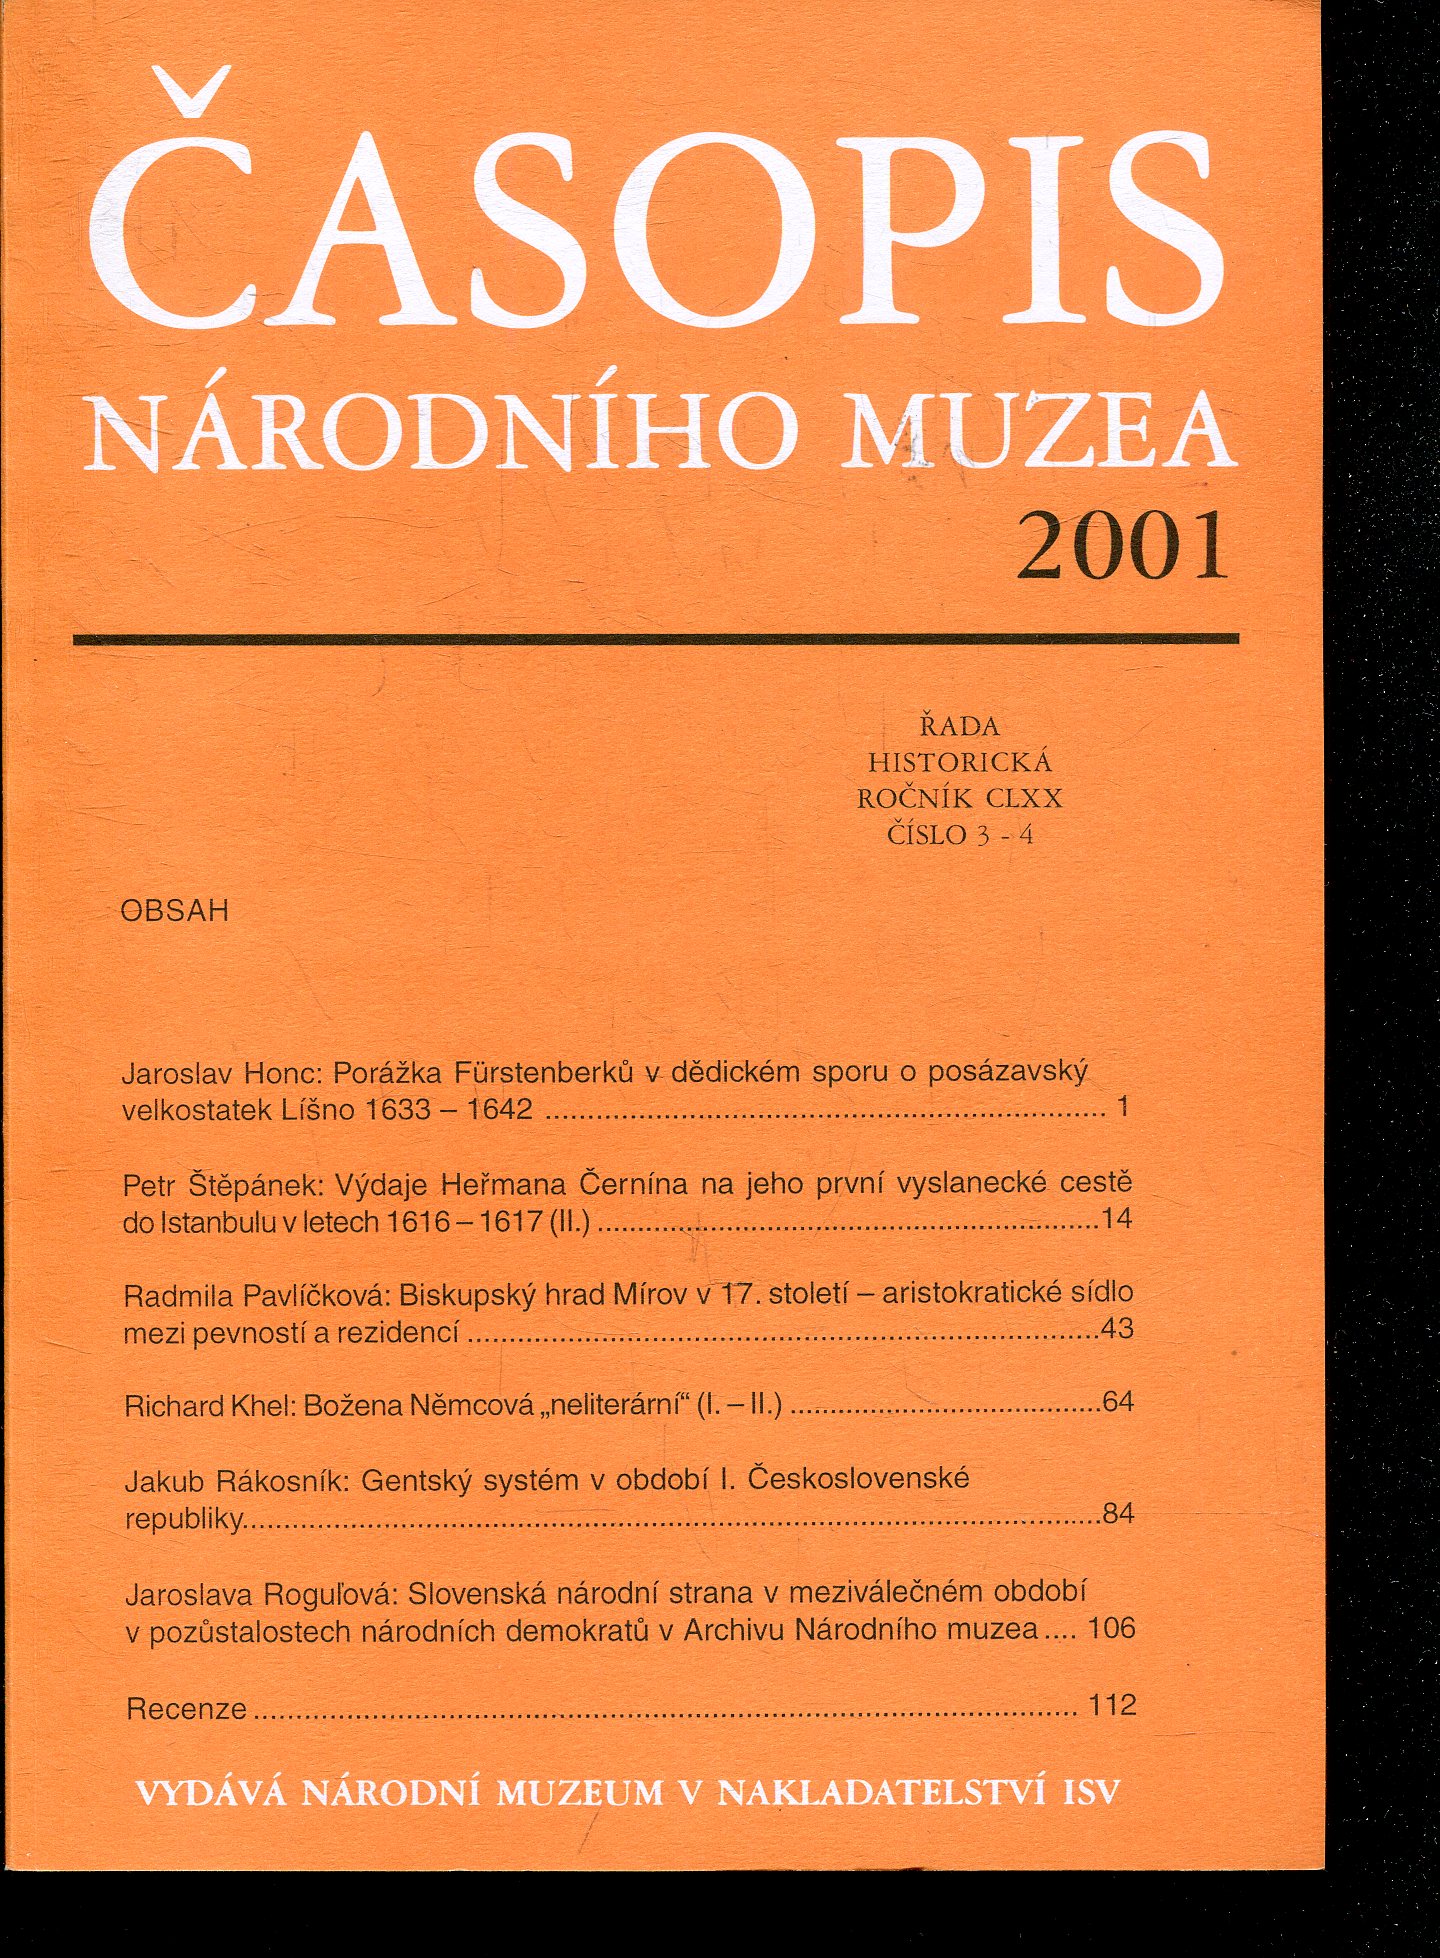 ČASOPIS
NÁRODNÍHO MUZEA
2001
ŘADA
HISTORICKÁ
ROČNÍK CLXX
ČÍSLO 3 - 4
OBSAH
Jaroslav Honc: Porážka Fürstenberků v dědickém sporu o posázavský
velkostatek Líšno 1633 – 1642 .................................................................. 1
Petr Štěpánek: Výdaje Heřmana Černína na jeho první vyslanecké cestě
do Istanbulu v letech 1616 – 1617 (II.) ............................................................14
Radmila Pavlíčková: Biskupský hrad Mírov v 17. století – aristokratické sídlo
mezi pevností a rezidencí ...........................................................................43
Richard Khel: Božena Němcová „neliterární“ (I. – II.) .....................................64
Jakub Rákosník: Gentský systém v období I. Československé
republiky.....................................................................................................84
Jaroslava Roguľová: Slovenská národní strana v meziválečném období
v pozůstalostech národních demokratů v Archivu Národního muzea .... 106
Recenze ................................................................................................. 112
VYDÁVÁ NÁRODNÍ MUZEUM V NAKLADATELSTVÍ ISV